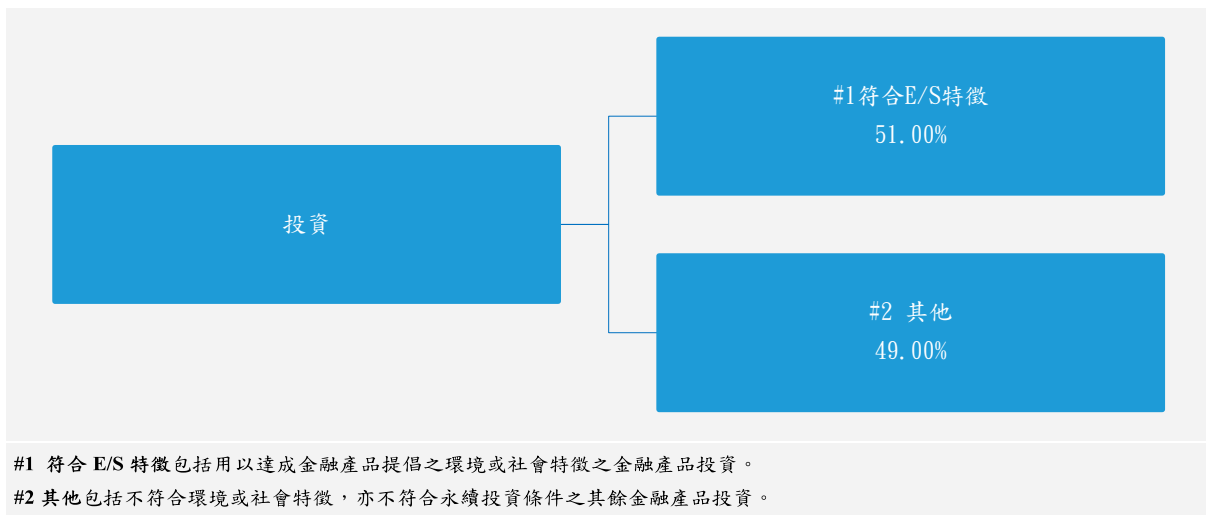 投資
#1符合E/S特徵
51.00%
#2 其他
49.00%
#1 符合 E/S 特徵包括用以達成金融產品提倡之環境或社會特徵之金融產品投資。
#2 其他包括不符合環境或社會特徵，亦不符合永續投資條件之其餘金融產品投資。